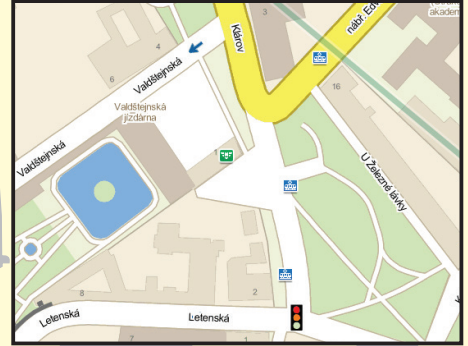 3
Klárov
nábř. Edv
akadem
4
Valdštejnská
6
Valdštejnská
jízdárna
16
Valdštejnská
U Železné lávky
8
2
Letenská
Letenská
7
1